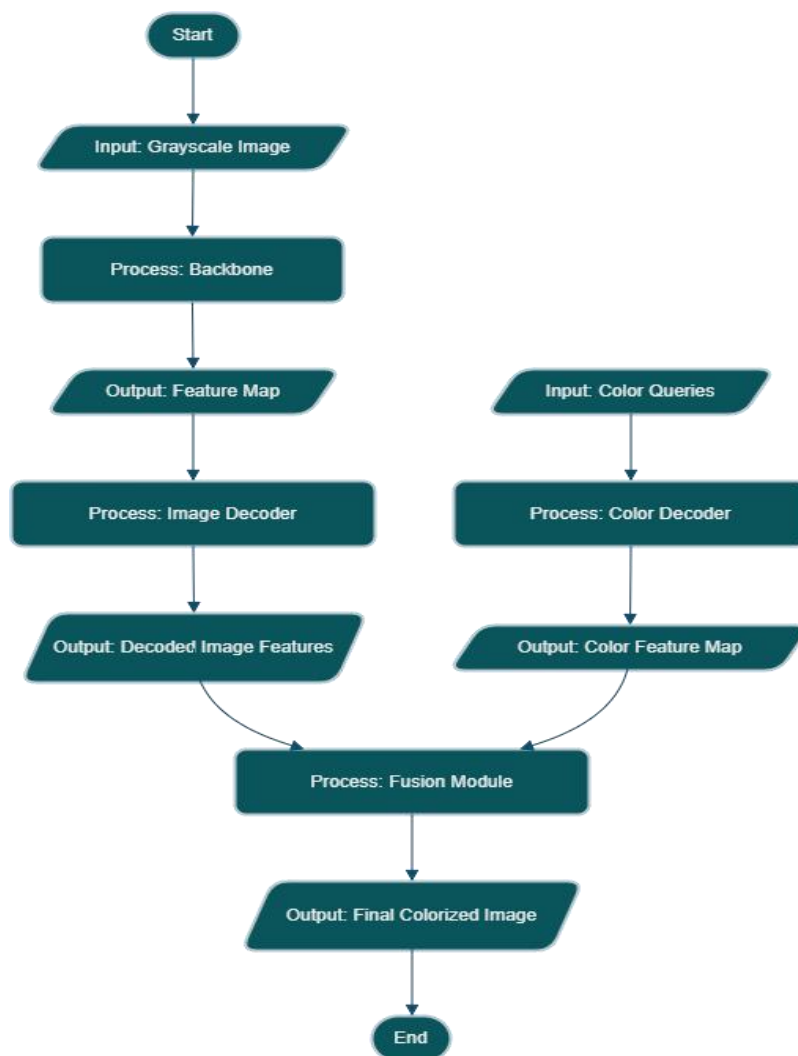 Start
Input: Grayscale Image
Process: Backbone
Output: Feature Map
Input: Color Queries
Process: Image Decoder
Process: Color Decoder
Output: Decoded Image Features
Output: Color Feature Map
Process: Fusion Module
Output: Final Colorized Image
End